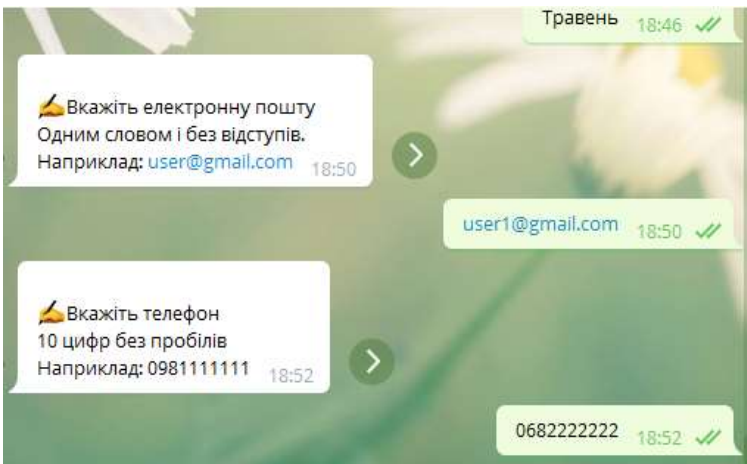 Травень 18:46
✍Вкажіть електронну пошту
Одним словом і без відступів.
Наприклад: user@gmail.com 18:50
user1@gmail.com 18:50
✍Вкажіть телефон
10 цифр без пробілів
Наприклад: 0981111111 18:52
0682222222 18:52